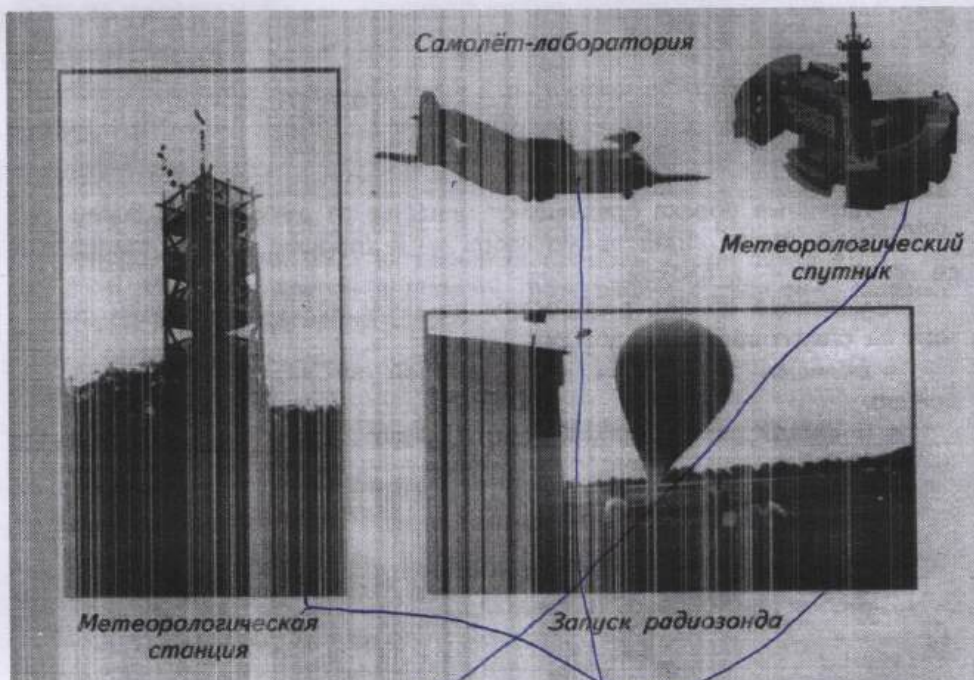 Самолёт-лаборатория
Метеорологический
спутник
Метеорологическая
станция
Запуск радиозонда